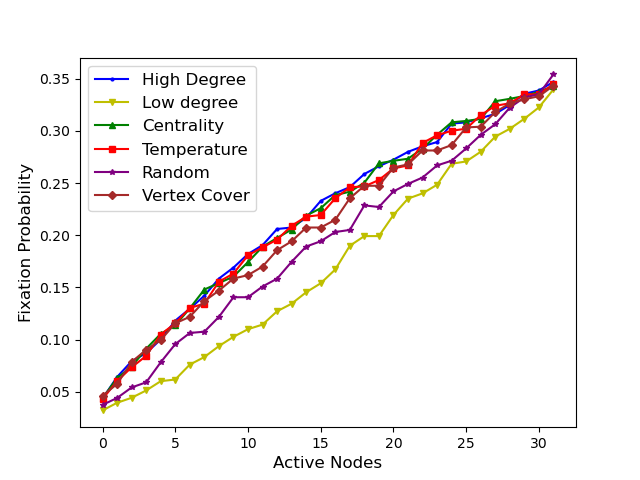 High Degree
Low degree
Centrality
Temperature
Random
Vertex Cover
0.35
0.30
0.25
0.20
0.15
0.10
0.05
Fixation Probability
0 5 10 15 20 25 30
Active Nodes